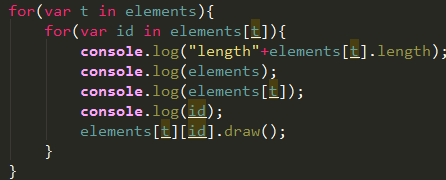 for(var t in elements){
    for(var id in elements[t]){
        console.log("length"+elements[t].length);
        console.log(elements);
        console.log(elements[t]);
        console.log(id);
        elements[t][id].draw();
    }
}